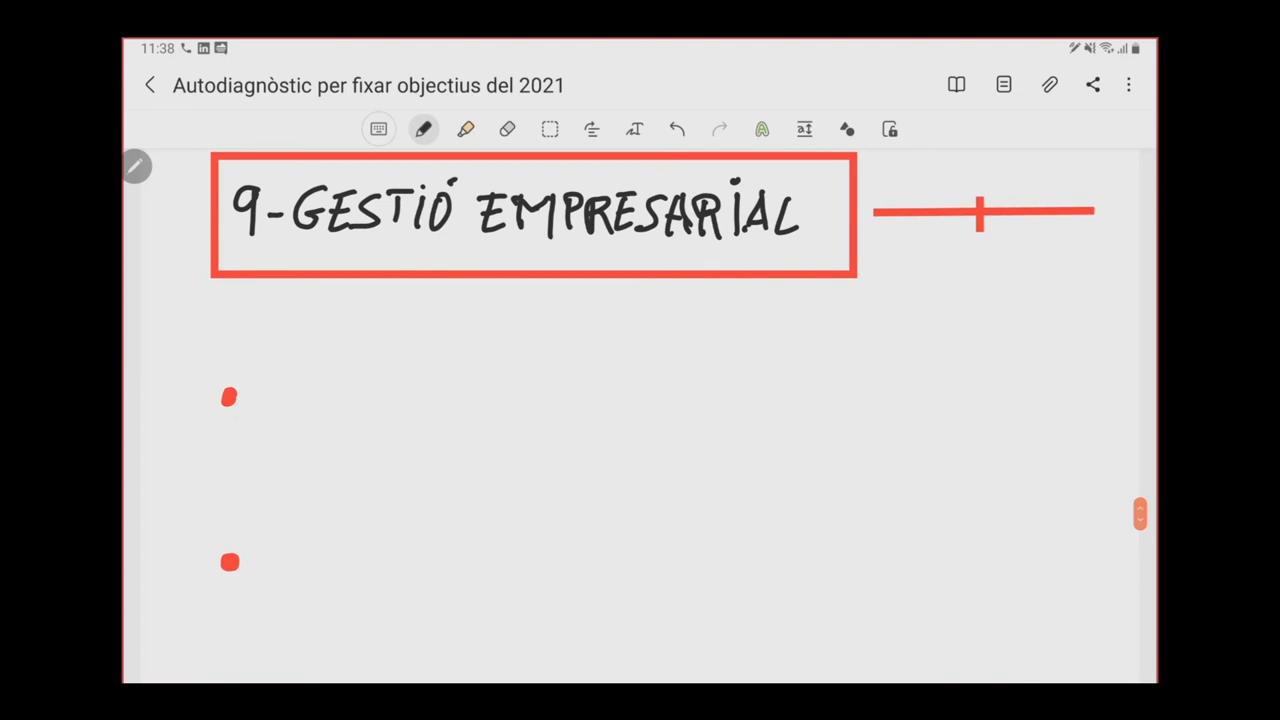 11:38
Autodiagnòstic per fixar objectius del 2021
9-GESTIÓ EMPRESARIAL